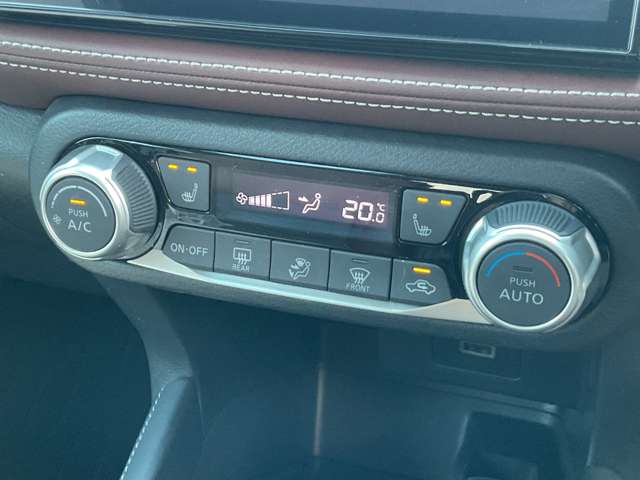 PUSH
A/C
20.0
°C
ON·OFF
REAR
FRONT
PUSH
AUTO